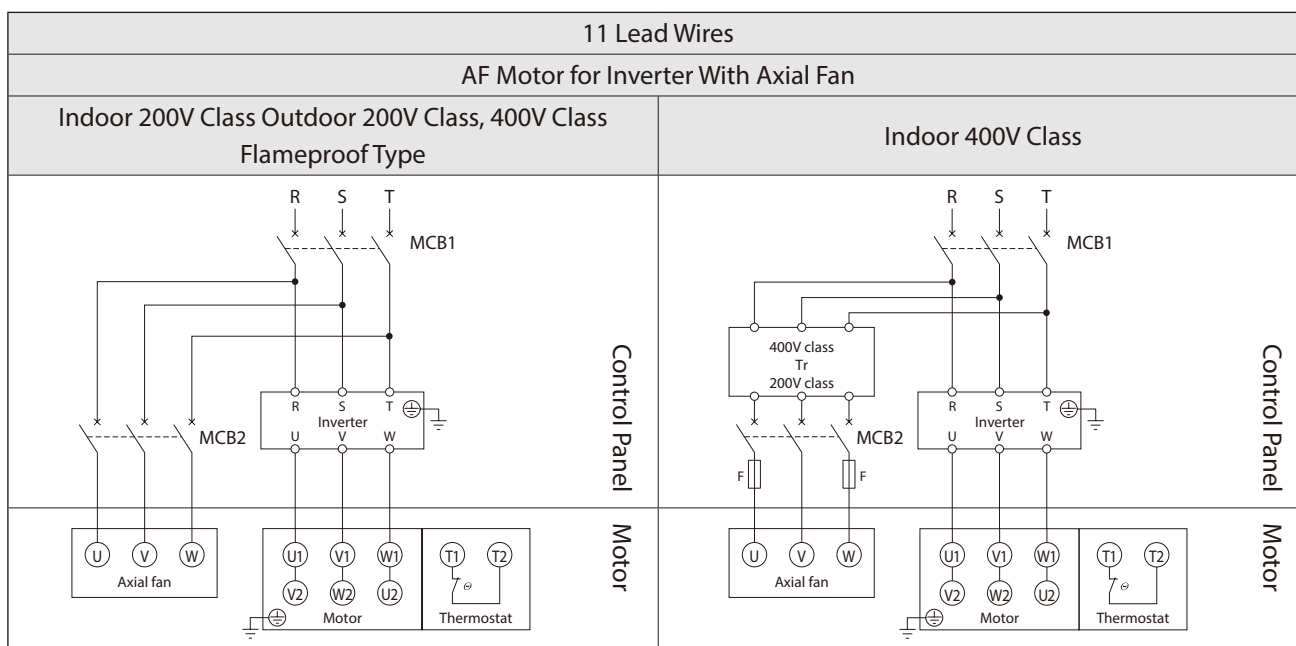 11 Lead Wires
AF Motor for Inverter With Axial Fan
Indoor 200V Class Outdoor 200V Class, 400V Class
Flameproof Type
R S T
MCB1
R S T
Inverter
U V W
MCB2
Control Panel
U V W
Axial fan
U1 V1 W1
V2 W2 U2
Motor
T1 T2
Θ
Thermostat
Motor
Indoor 400V Class
R S T
MCB1
400V class
Tr
200V class
R S T
Inverter
U V W
MCB2
F F
Control Panel
U V W
Axial fan
U1 V1 W1
V2 W2 U2
Motor
T1 T2
Θ
Thermostat
Motor